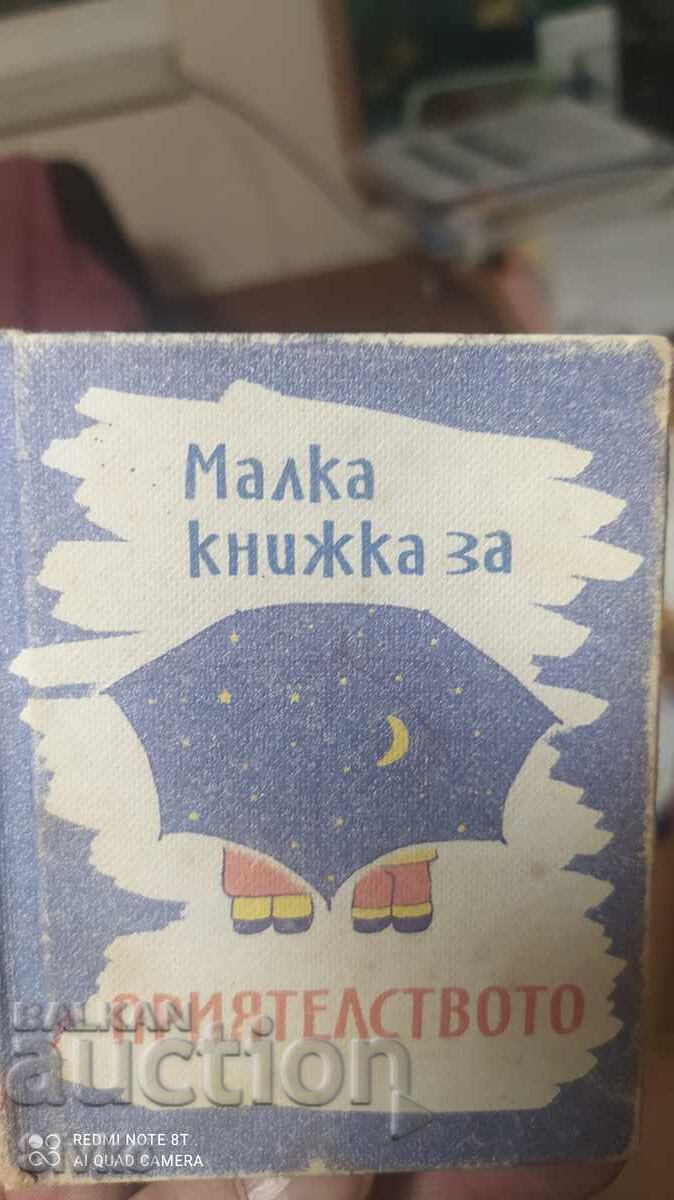 Малка
книжка за
ПРИЯТЕЛСТВОТО
BALKAN
auction
REDMI NOTE 8T
AI QUAD CAMERA